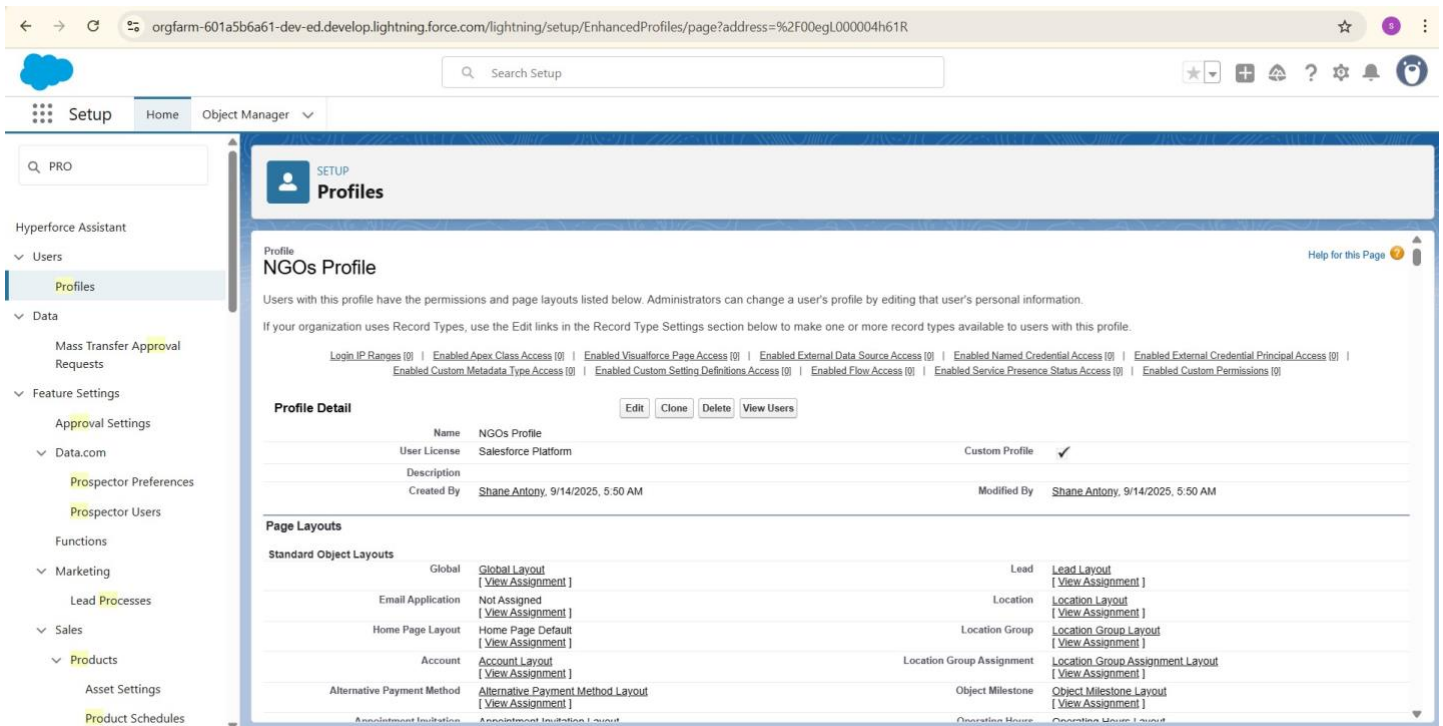 orgfarm-601a5b6a61-dev-ed.develop.lightning.force.com/lightning/setup/EnhancedProfiles/page?address=%2F00egL000004h61R
S
Search Setup
Setup
Home
Object Manager
PRO
Hyperforce Assistant
Users
Profiles
Data
Mass Transfer Approval
Requests
Feature Settings
Approval Settings
Data.com
Prospector Preferences
Prospector Users
Functions
Marketing
Lead Processes
Sales
Products
Asset Settings
Product Schedules
SETUP
Profiles
Profile
NGOs Profile
Help for this Page ?
Users with this profile have the permissions and page layouts listed below. Administrators can change a user's profile by editing that user's personal information.
If your organization uses Record Types, use the Edit links in the Record Type Settings section below to make one or more record types available to users with this profile.
Login IP Ranges [0] | Enabled Apex Class Access [0] | Enabled Visualforce Page Access [0] | Enabled External Data Source Access [0] | Enabled Named Credential Access [0] | Enabled External Credential Principal Access [0] |
Enabled Custom Metadata Type Access [0] | Enabled Custom Setting Definitions Access [0] | Enabled Flow Access [0] | Enabled Service Presence Status Access [0] | Enabled Custom Permissions [0]
Profile Detail Edit Clone Delete View Users
Name NGOs Profile
User License Salesforce Platform Custom Profile ✓
Description
Created By Shane Antony, 9/14/2025, 5:50 AM Modified By Shane Antony, 9/14/2025, 5:50 AM
Page Layouts
Standard Object Layouts
Global Global Layout Lead Lead Layout
[ View Assignment ] [ View Assignment ]
Email Application Not Assigned Location Location Layout
[ View Assignment ] [ View Assignment ]
Home Page Layout Home Page Default Location Group Location Group Layout
[ View Assignment ] [ View Assignment ]
Account Account Layout Location Group Assignment Location Group Assignment Layout
[ View Assignment ] [ View Assignment ]
Alternative Payment Method Alternative Payment Method Layout Object Milestone Object Milestone Layout
[ View Assignment ] [ View Assignment ]
Appointment Invitation Appointment Invitation Layout Operating Hours Operating Hours Layout